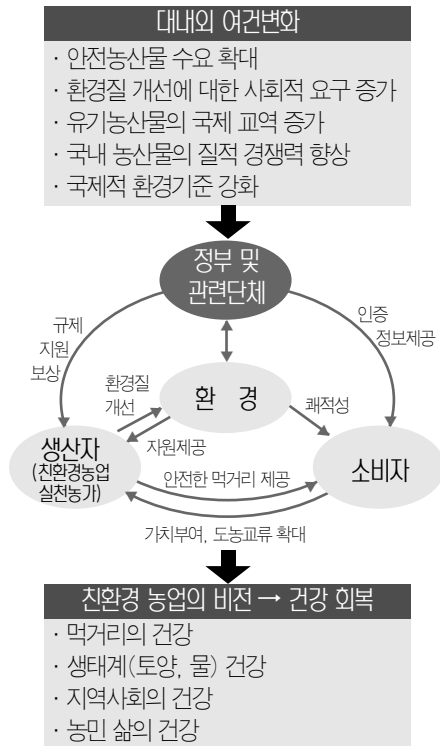 대내외 여건변화
· 안전농산물 수요 확대
· 환경질 개선에 대한 사회적 요구 증가
· 유기농산물의 국제 교역 증가
· 국내 농산물의 질적 경쟁력 향상
· 국제적 환경기준 강화
정부 및
관련단체
규제
지원
보상
인증
정보제공
환경질
개선
환 경
쾌적성
자원제공
생산자
(친환경농업
실천농가)
안전한 먹거리 제공
소비자
가치부여, 도농교류 확대
친환경 농업의 비전 → 건강 회복
· 먹거리의 건강
· 생태계(토양, 물) 건강
· 지역사회의 건강
· 농민 삶의 건강